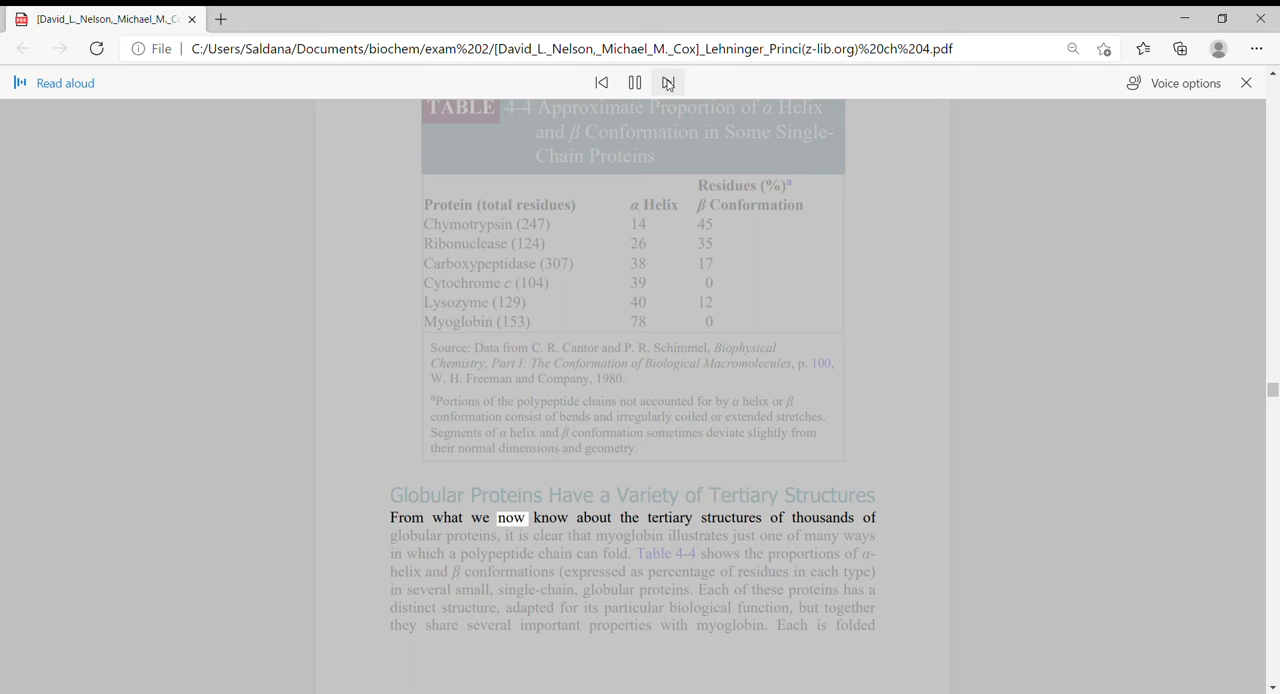 [David_L._Nelson,_Michael_M._Co
File | C:/Users/Saldana/Documents/biochem/exam%202/[David_L._Nelson,_Michael_M._Cox]_Lehninger_Princi(z-lib.org)%20ch%204.pdf
Read aloud
Voice options
TABLE 4-4 Approximate Proportion of α Helix
and β Conformation in Some Single-
Chain Proteins
Residues (%)ᵃ
Protein (total residues) α Helix β Conformation
Chymotrypsin (247) 14 45
Ribonuclease (124) 26 35
Carboxypeptidase (307) 38 17
Cytochrome c (104) 39 0
Lysozyme (129) 40 12
Myoglobin (153) 78 0
Source: Data from C. R. Cantor and P. R. Schimmel, Biophysical
Chemistry, Part I: The Conformation of Biological Macromolecules, p. 100,
W. H. Freeman and Company, 1980.
ᵃPortions of the polypeptide chains not accounted for by α helix or β
conformation consist of bends and irregularly coiled or extended stretches.
Segments of α helix and β conformation sometimes deviate slightly from
their normal dimensions and geometry.
Globular Proteins Have a Variety of Tertiary Structures
From what we now know about the tertiary structures of thousands of
globular proteins, it is clear that myoglobin illustrates just one of many ways
in which a polypeptide chain can fold. Table 4-4 shows the proportions of α-
helix and β conformations (expressed as percentage of residues in each type)
in several small, single-chain, globular proteins. Each of these proteins has a
distinct structure, adapted for its particular biological function, but together
they share several important properties with myoglobin. Each is folded